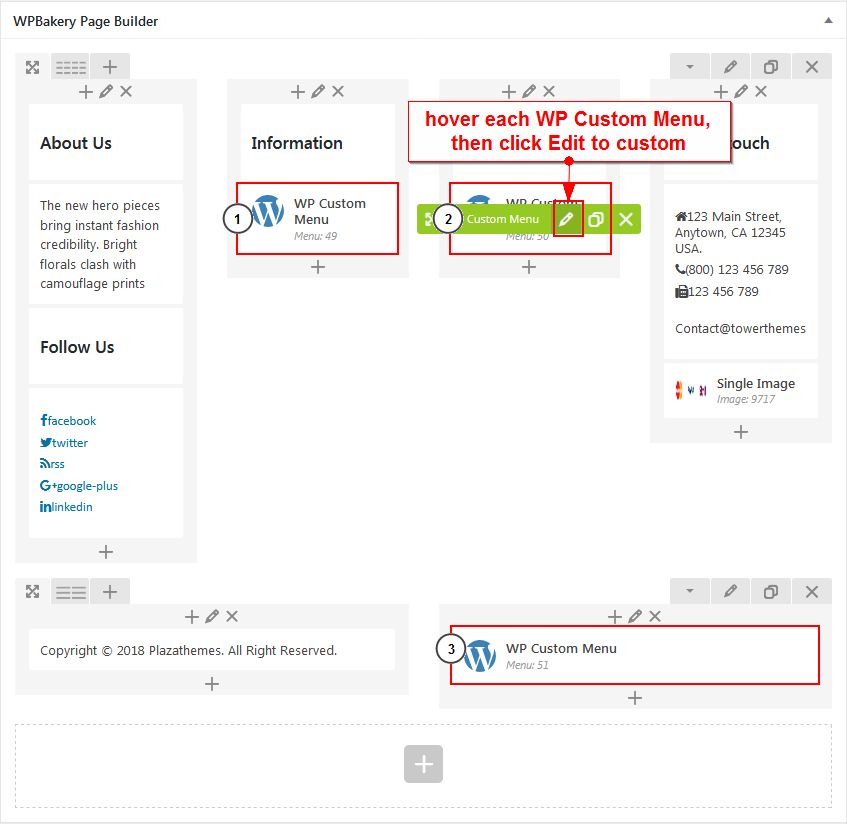 WPBakery Page Builder
About Us
The new hero pieces
bring instant fashion
credibility. Bright
florals clash with
camouflage prints
Follow Us
facebook
twitter
rss
G+google-plus
linkedin
Information
1
WP Custom
Menu
Menu: 49
hover each WP Custom Menu,
then click Edit to custom
WP Custom
2
Custom Menu
Menu: 50
touch
123 Main Street,
Anytown, CA 12345
USA.
(800) 123 456 789
123 456 789
Contact@towerthemes
Single Image
Image: 9717
Copyright © 2018 Plazathemes. All Right Reserved.
3
WP Custom Menu
Menu: 51